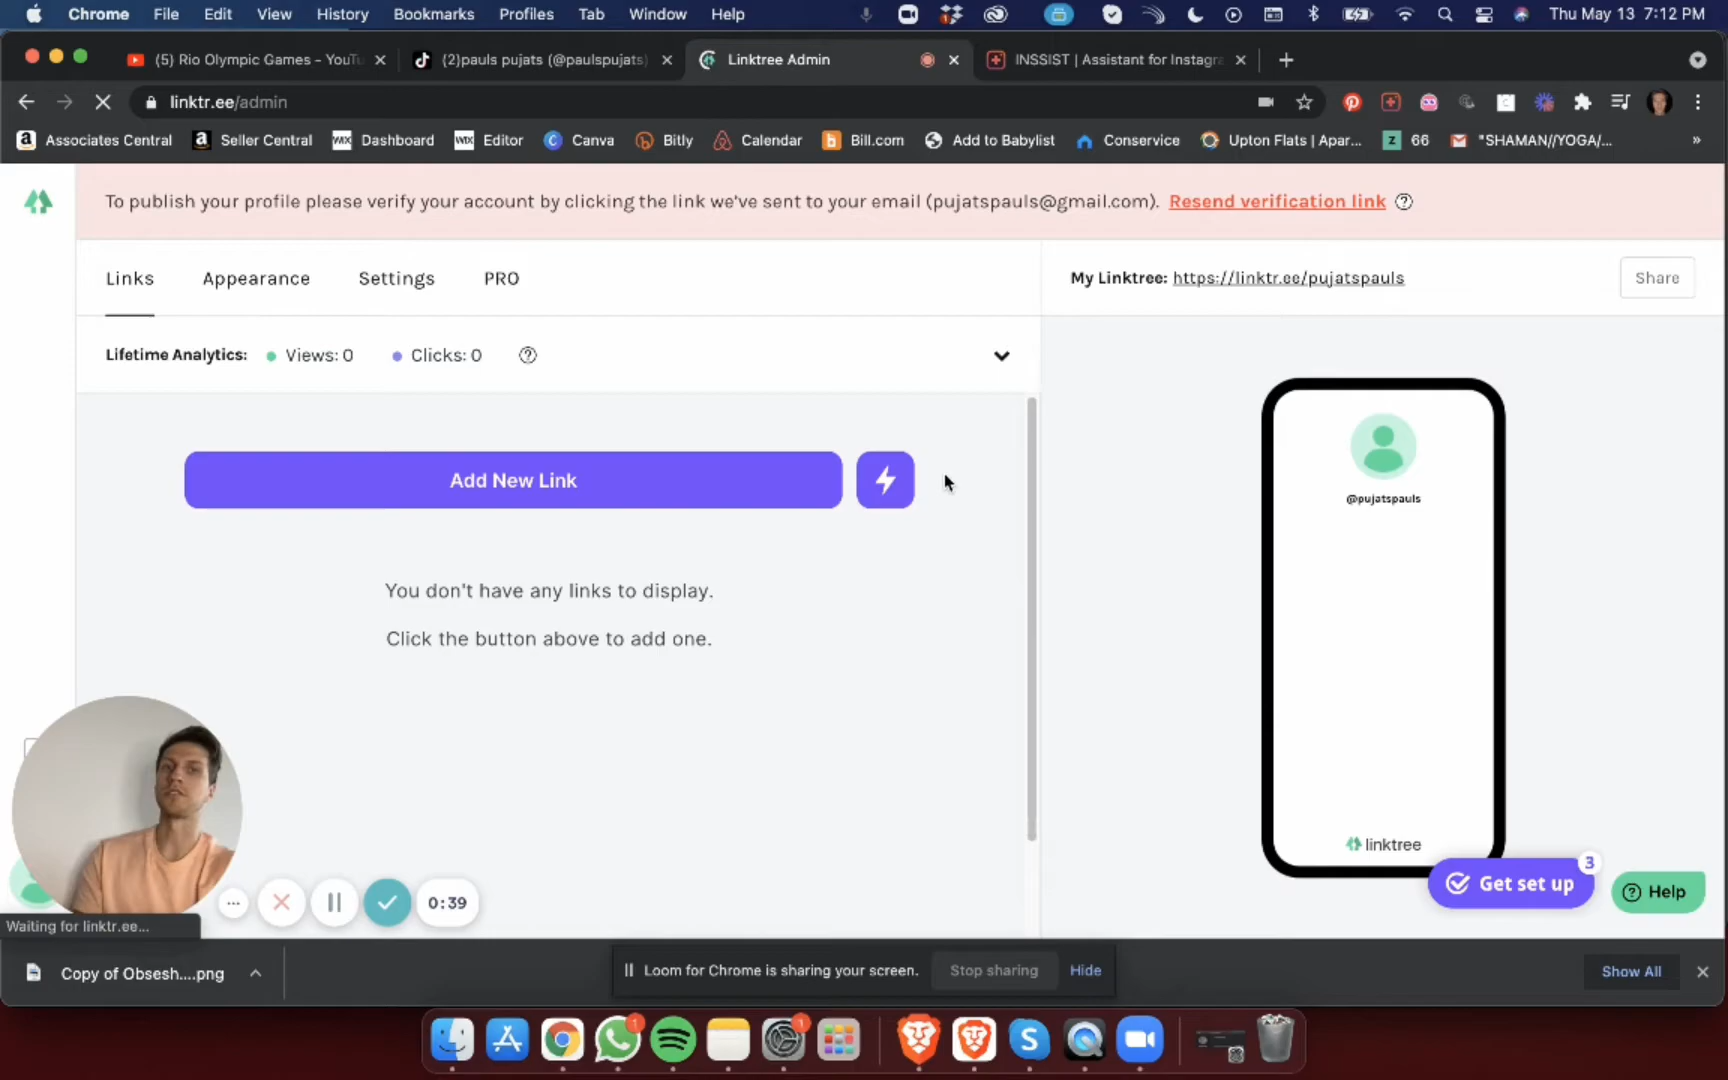 Chrome File Edit View History Bookmarks Profiles Tab Window Help Thu May 13 7:12 PM
(5) Rio Olympic Games - YouTu (2)pauls pujats (@paulspujats) Linktree Admin INSSIST | Assistant for Instagra
linktr.ee/admin
Associates Central Seller Central WIX Dashboard WIX Editor Canva Bitly Calendar Bill.com Add to Babylist Conservice Upton Flats | Apar... 66 "SHAMAN//YOGA/... »
To publish your profile please verify your account by clicking the link we've sent to your email (pujatspauls@gmail.com). Resend verification link
Links Appearance Settings PRO My Linktree: https://linktr.ee/pujatspauls Share
Lifetime Analytics: Views: 0 Clicks: 0
Add New Link
@pujatspauls
You don't have any links to display.
Click the button above to add one.
linktree
3
Get set up
Help
0:39
Waiting for linktr.ee...
Copy of Obsesh....png Loom for Chrome is sharing your screen. Stop sharing Hide Show All
1 1